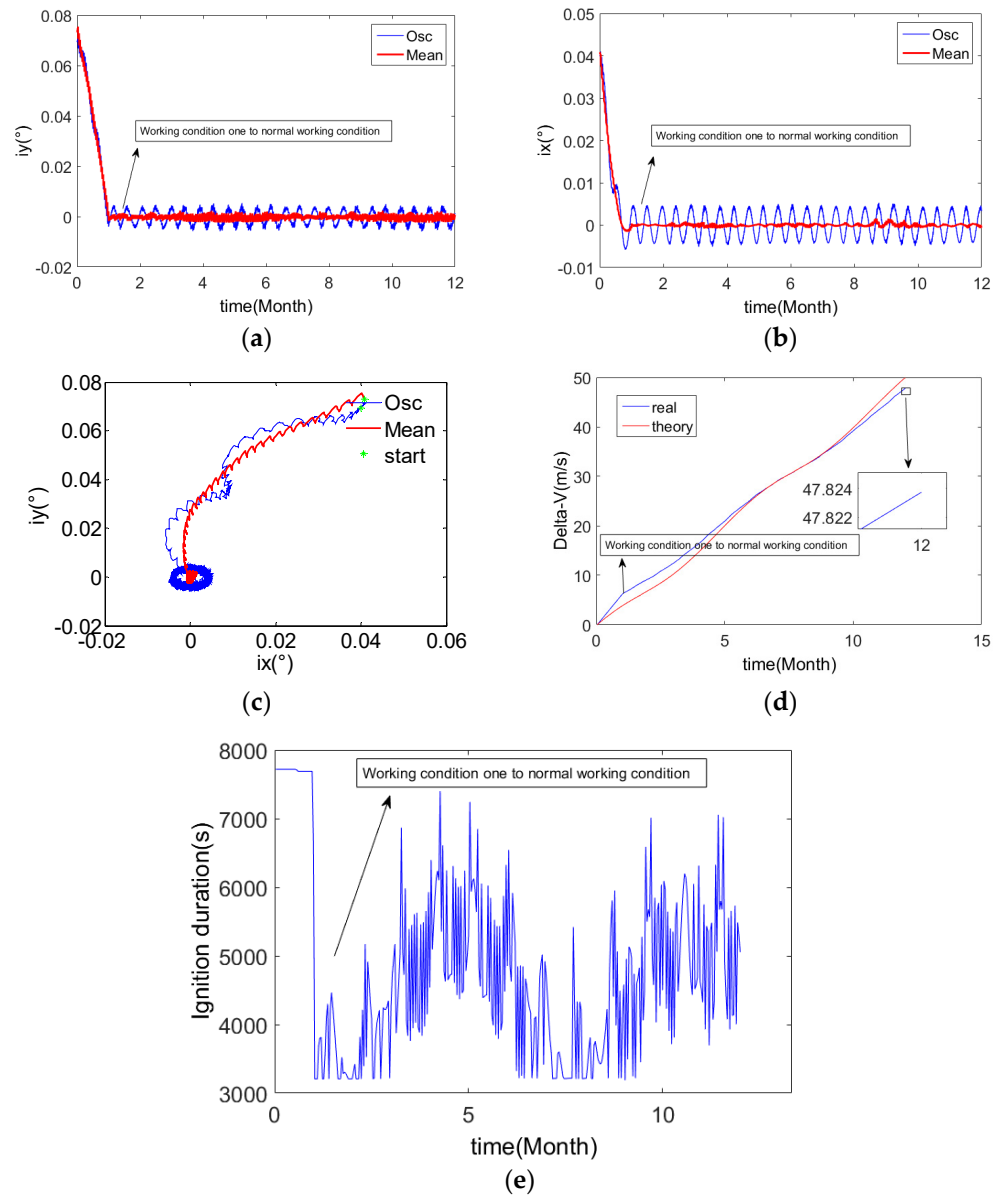 0.08
0.06
0.04
0.02
0
-0.02
iy(°)
Osc
Mean
Working condition one to normal working condition
0 2 4 6 8 10 12
time(Month)
(a)
0.05
0.04
0.03
0.02
0.01
0
-0.01
ix(°)
Osc
Mean
Working condition one to normal working condition
0 2 4 6 8 10 12
time(Month)
(b)
0.08
0.06
0.04
0.02
0
-0.02
iy(°)
Osc
Mean
start
-0.02 0 0.02 0.04 0.06
ix(°)
(c)
50
40
30
20
10
0
Delta-V(m/s)
real
theory
47.824
47.822
12
Working condition one to normal working condition
0 5 10 15
time(Month)
(d)
8000
7000
6000
5000
4000
3000
Ignition duration(s)
Working condition one to normal working condition
0 5 10
time(Month)
(e)